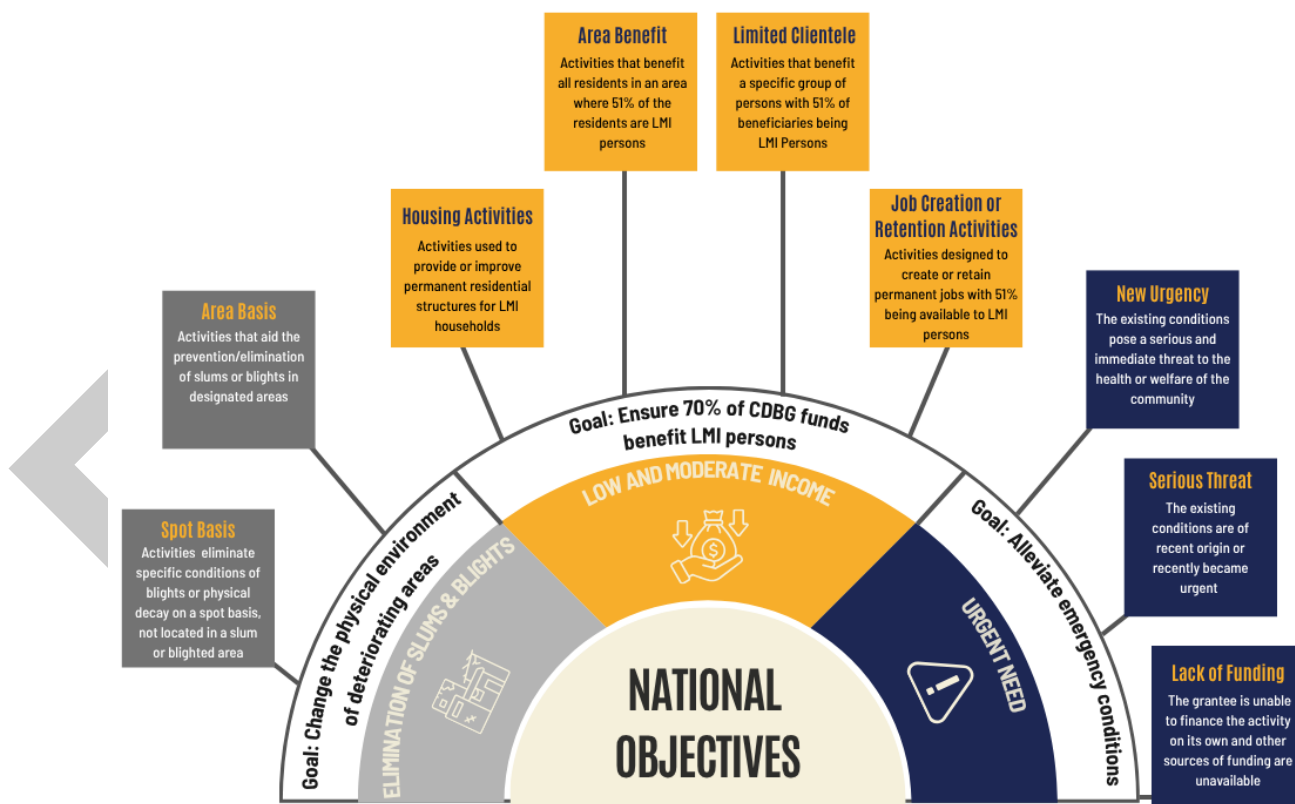 Area Benefit
Activities that benefit
all residents in an area
where 51% of the
residents are LMI
persons
Limited Clientele
Activities that benefit
a specific group of
persons with 51% of
beneficiaries being
LMI Persons
Housing Activities
Activities used to
provide or improve
permanent residential
structures for LMI
households
Job Creation or
Retention Activities
Activities designed to
create or retain
permanent jobs with 51%
being available to LMI
persons
Area Basis
Activities that aid the
prevention/elimination
of slums or blights in
designated areas
New Urgency
The existing conditions
pose a serious and
immediate threat to the
health or welfare of the
community
Spot Basis
Activities eliminate
specific conditions of
blights or physical
decay on a spot basis,
not located in a slum
or blighted area
Serious Threat
The existing
conditions are of
recent origin or
recently became
urgent
Lack of Funding
The grantee is unable
to finance the activity
on its own and other
sources of funding are
unavailable
Goal: Change the physical environment
of deteriorating areas
ELIMINATION OF SLUMS & BLIGHTS
Goal: Ensure 70% of CDBG funds
benefit LMI persons
LOW AND MODERATE INCOME
$
Goal: Alleviate emergency conditions
URGENT NEED
!
NATIONAL
OBJECTIVES